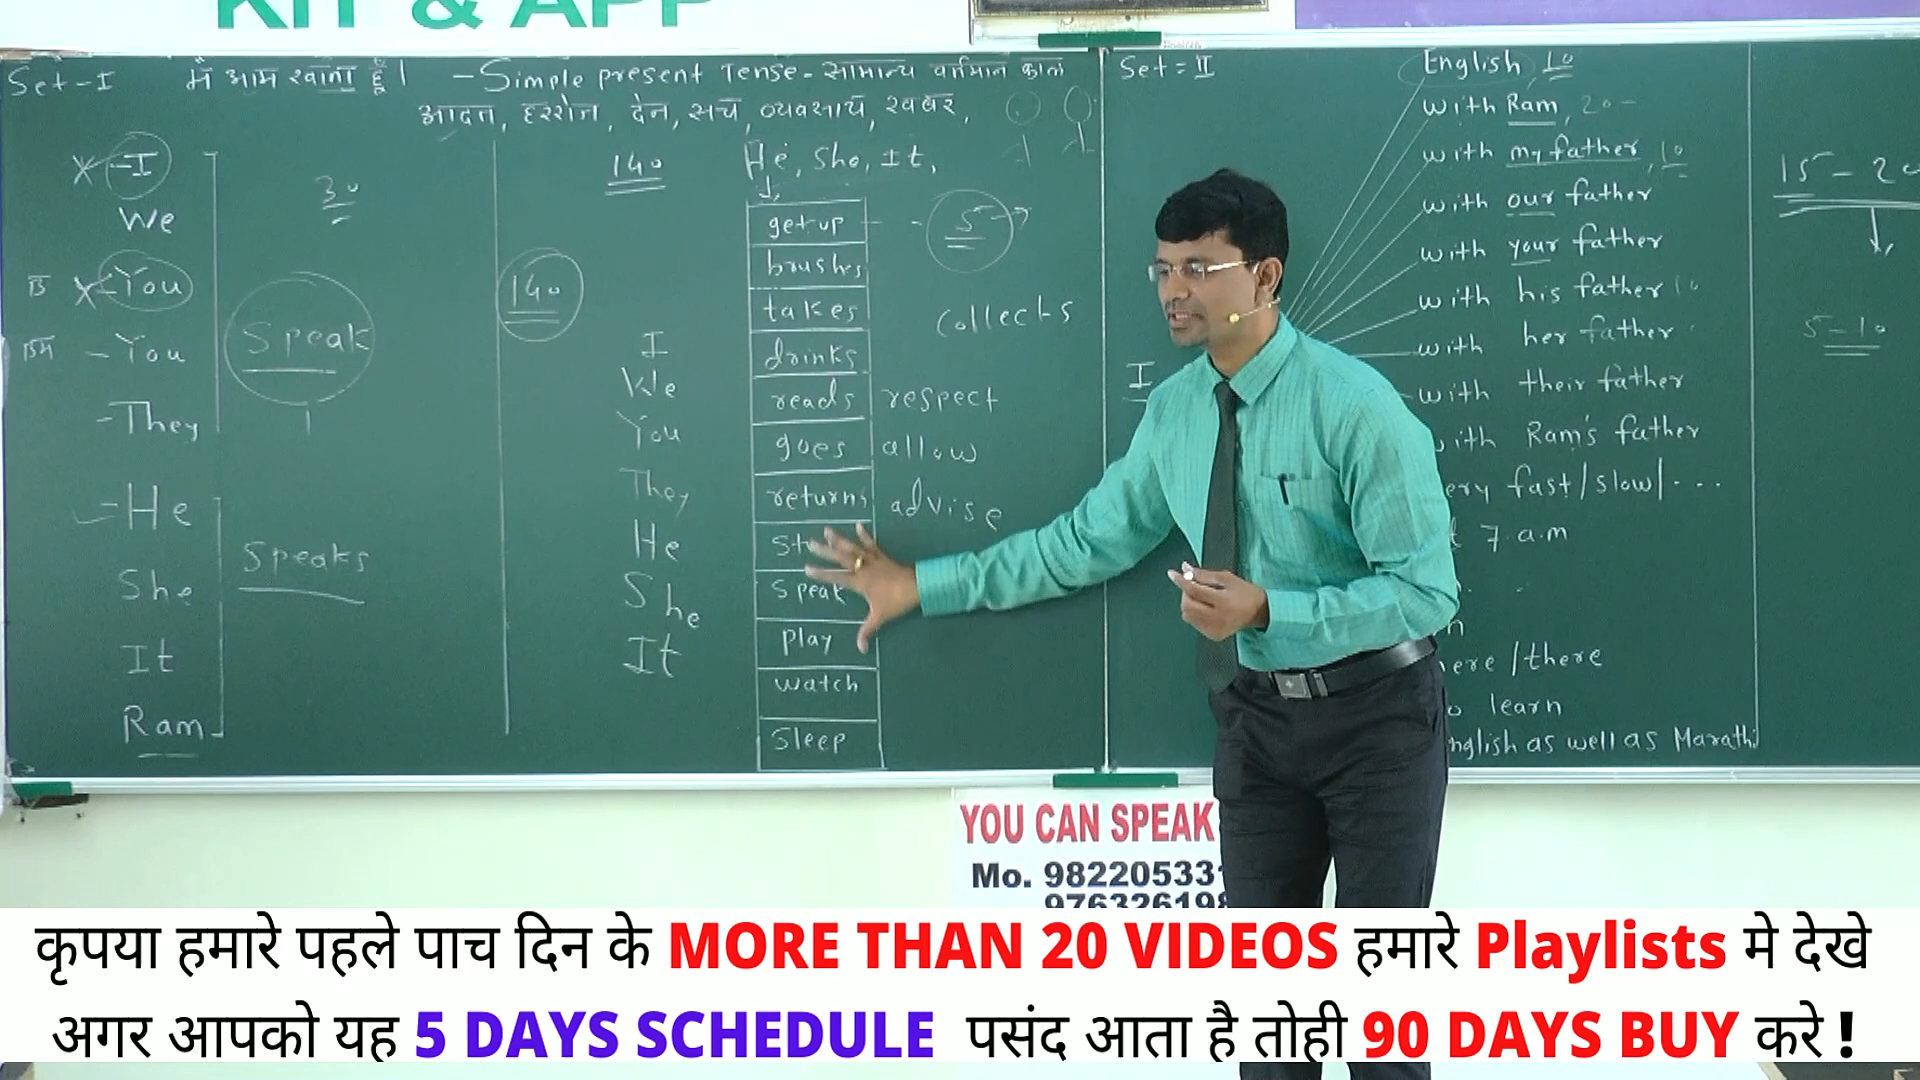 KIT & APP
Set-I मैं आम खाता हूं। - Simple present Tense - सामान्य वर्तमान काल
आदत, हररोज, देन, सच, व्यवसाय, खबर,
X -I
We
X -You
- You
-They
-He
She
It
Ram
30
Speak
Speaks
140
140
He, She, It,
I
We
You
They
He
She
It
get-up - - 5
brushes
takes
drinks
reads
goes
returns
speak
play
watch
sleep
collects
respect
allow
advise
Set = II
I
English, 10
with Ram, 20 -
with my father, 10
with our father
with your father
with his father 10
with her father
with their father
with Ram's father
ery fast/slow/...
7.a.m
here /there
learn
nglish as well as Marathi
15 - 20
5-10
YOU CAN SPEAK
Mo. 98220533
97632619
कृपया हमारे पहले पाच दिन के MORE THAN 20 VIDEOS हमारे Playlists मे देखे
अगर आपको यह 5 DAYS SCHEDULE पसंद आता है तोही 90 DAYS BUY करे !